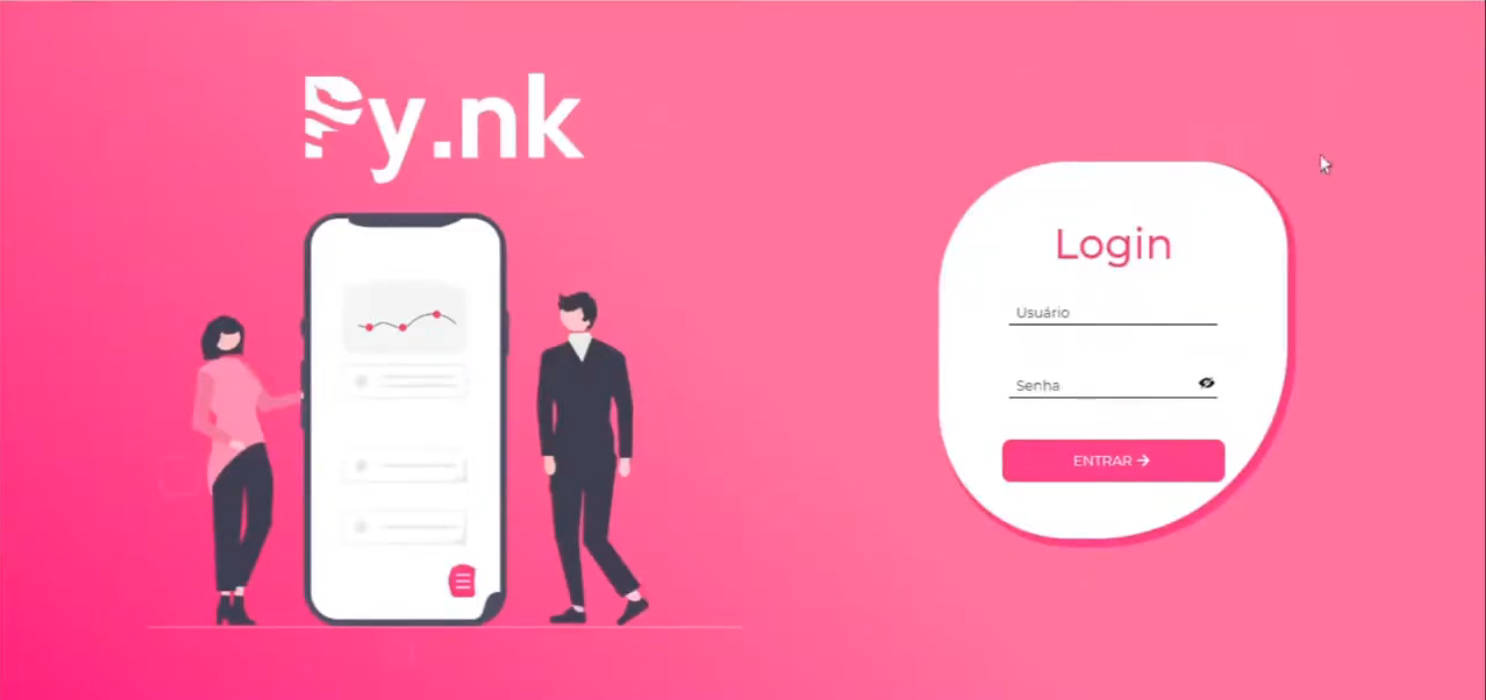 Py.nk
Login
Usuário
Senha
ENTRAR →